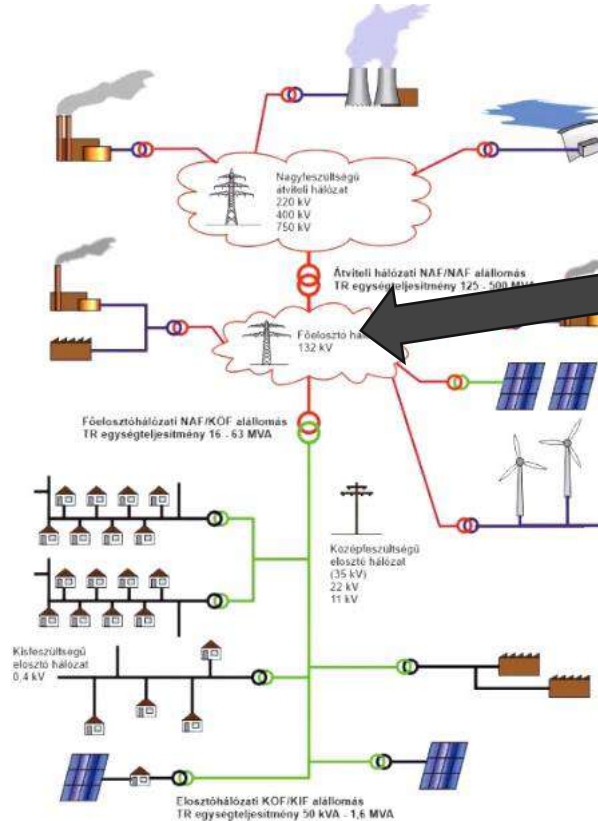 Nagyfeszültségű
átviteli hálózat
220 kV
400 kV
750 kV
Átviteli hálózati NAF/NAF alállomás
TR egységteljesítmény 125 - 500 MVA
Főelosztó
132 kV
Főelosztóhálózati NAF/KÖF alállomás
TR egységteljesítmény 16 - 63 MVA
Középfeszültségű
elosztó hálózat
(35 kV)
22 kV
11 kV
Kisfeszültségű
elosztó hálózat
0,4 kV
Elosztóhálózati KÖF/KIF alállomás
TR egységteljesítmény 50 kVA - 1,6 MVA